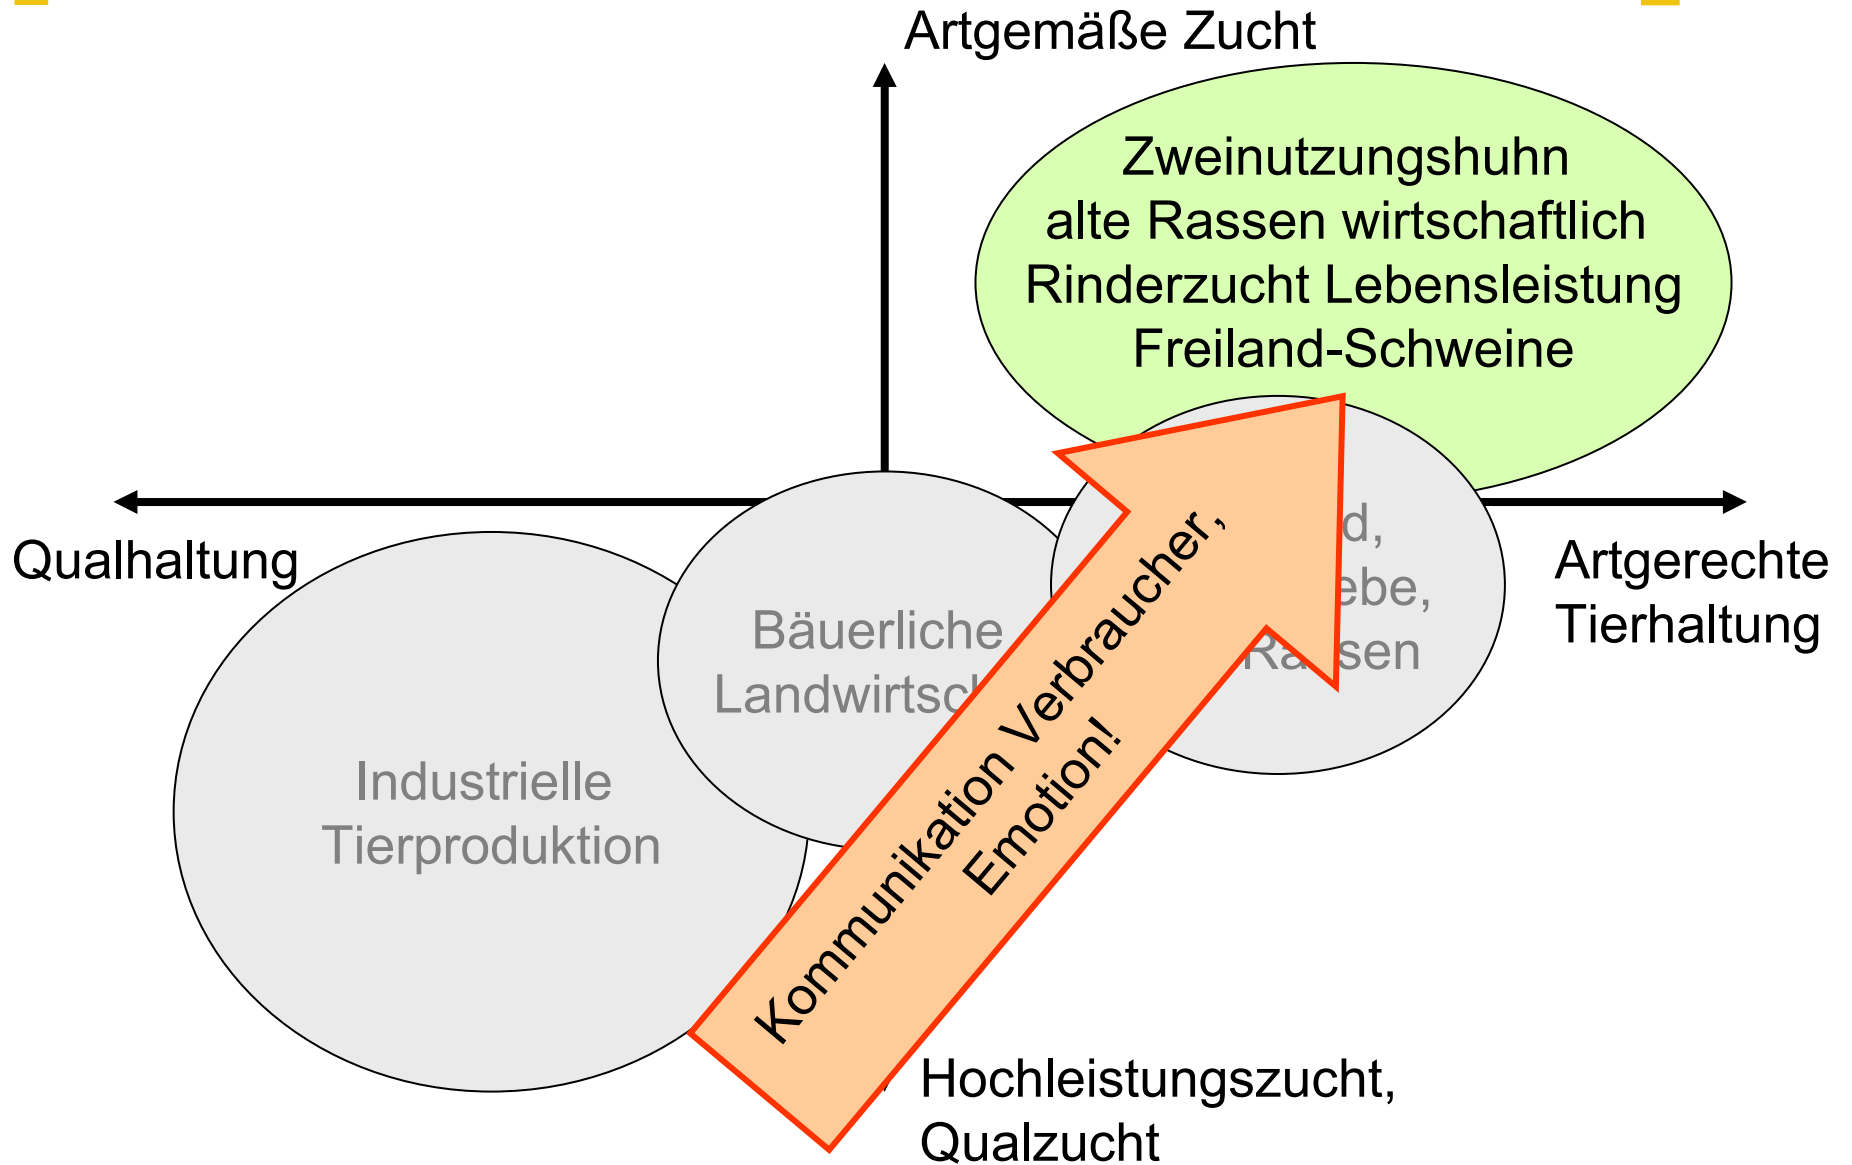 Artgemäße Zucht
Zweinutzungshuhn
alte Rassen wirtschaftlich
Rinderzucht Lebensleistung
Freiland-Schweine
Qualhaltung
Artgerechte
Tierhaltung
Bäuerliche
Industrielle
Tierproduktion
Kommunikation Verbraucher,
Emotion!
Hochleistungszucht,
Qualzucht